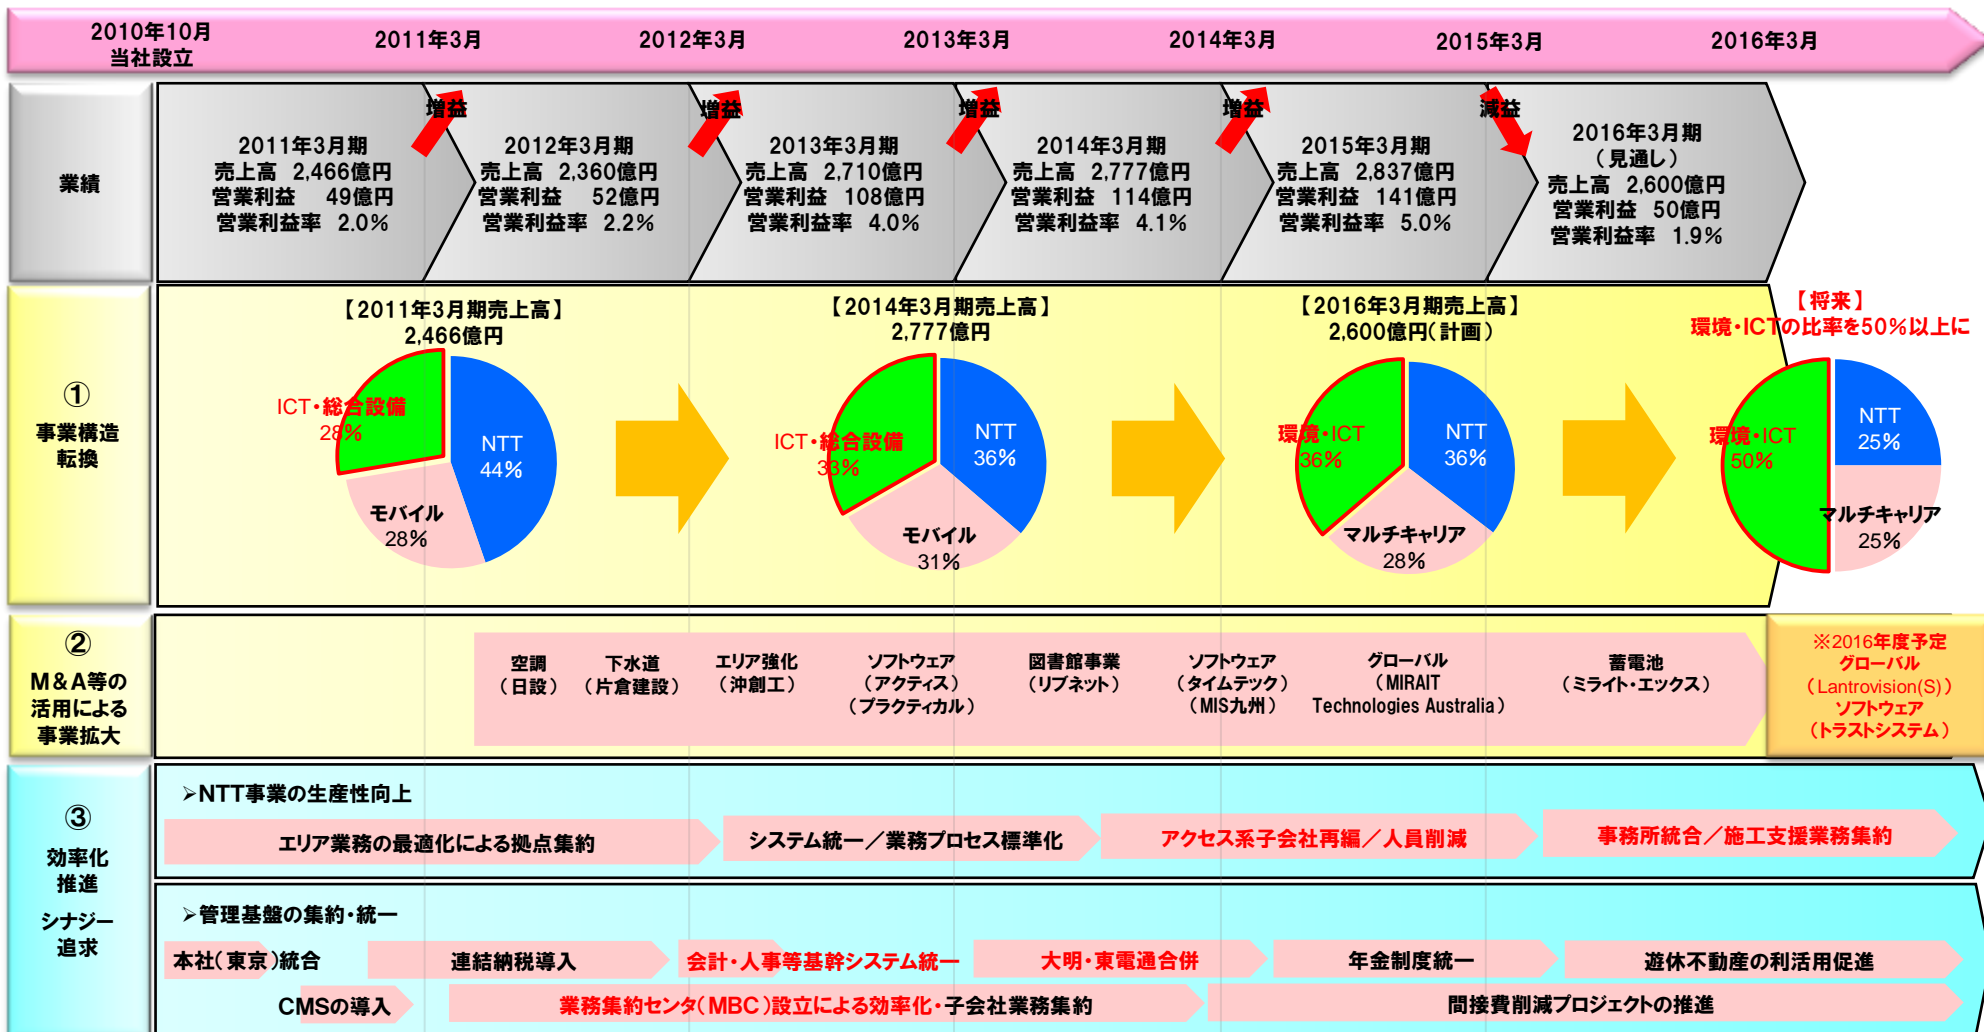 2010年10月
当社設立
2011年3月
2012年3月
2013年3月
2014年3月
2015年3月
2016年3月
業績
2011年3月期
売上高 2,466億円
営業利益 49億円
営業利益率 2.0%
増益
2012年3月期
売上高 2,360億円
営業利益 52億円
営業利益率 2.2%
増益
2013年3月期
売上高 2,710億円
営業利益 108億円
営業利益率 4.0%
増益
2014年3月期
売上高 2,777億円
営業利益 114億円
営業利益率 4.1%
増益
2015年3月期
売上高 2,837億円
営業利益 141億円
営業利益率 5.0%
減益
2016年3月期
(見通し)
売上高 2,600億円
営業利益 50億円
営業利益率 1.9%
①
事業構造
転換
【2011年3月期売上高】
2,466億円
ICT・総合設備
28%
NTT
44%
モバイル
28%
【2014年3月期売上高】
2,777億円
ICT・総合設備
33%
NTT
36%
モバイル
31%
【2016年3月期売上高】
2,600億円(計画)
環境・ICT
36%
NTT
36%
マルチキャリア
28%
【将来】
環境・ICTの比率を50%以上に
環境・ICT
50%
NTT
25%
マルチキャリア
25%
②
M&A等の
活用による
事業拡大
空調
(日設)
下水道
(片倉建設)
エリア強化
(沖創工)
ソフトウェア
(アクティス)
(プラクティカル)
図書館事業
(リブネット)
ソフトウェア
(タイムテック)
(MIS九州)
グローバル
(MIRAIT
Technologies Australia)
蓄電池
(ミライト・エックス)
※2016年度予定
グローバル
(Lantrovision(S))
ソフトウェア
(トラストシステム)
③
効率化
推進
シナジー
追求
➢NTT事業の生産性向上
エリア業務の最適化による拠点集約
システム統一/業務プロセス標準化
アクセス系子会社再編/人員削減
事務所統合/施工支援業務集約
➢管理基盤の集約・統一
本社(東京)統合
連結納税導入
会計・人事等基幹システム統一
大明・東電通合併
年金制度統一
遊休不動産の利活用促進
CMSの導入
業務集約センタ(MBC)設立による効率化・子会社業務集約
間接費削減プロジェクトの推進